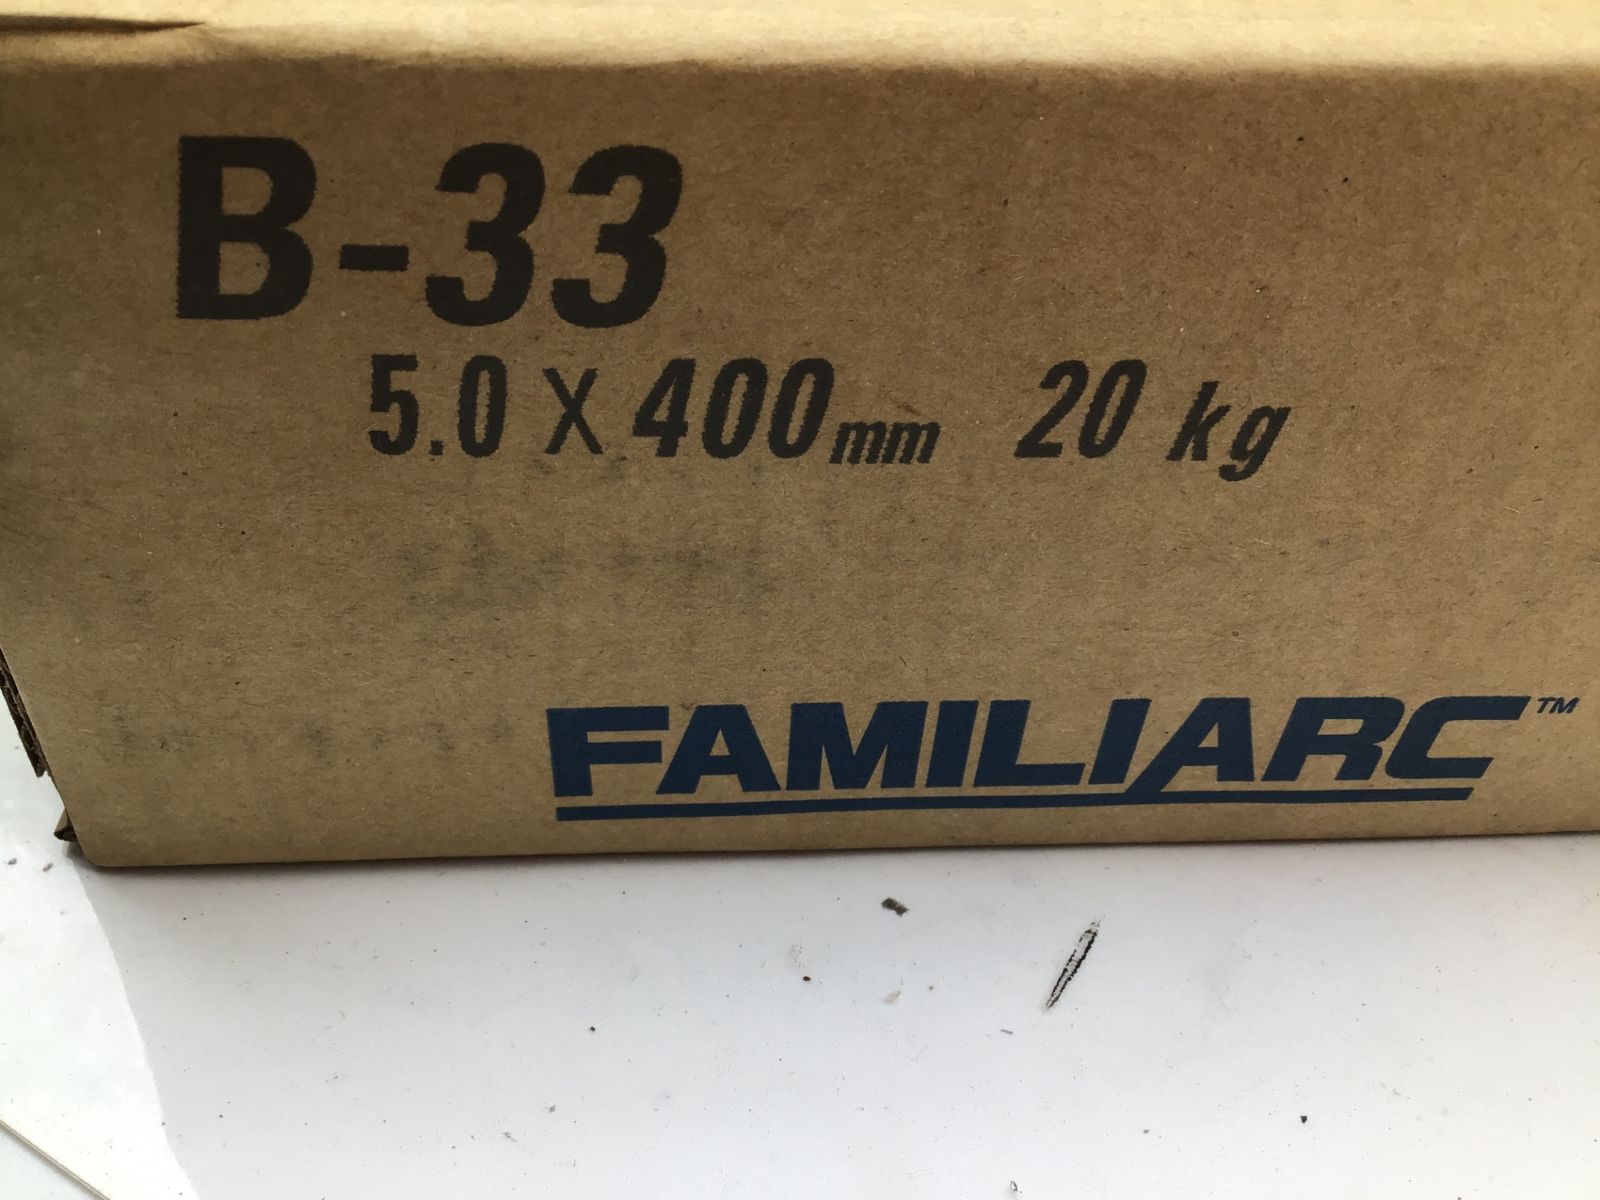 B-33
5.0 X 400mm 20 kg
FAMILIARC™